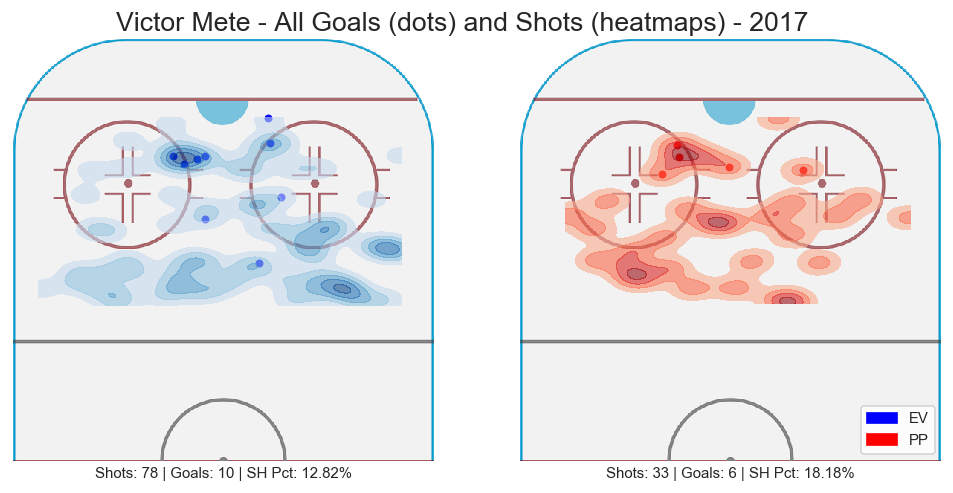 Victor Mete - All Goals (dots) and Shots (heatmaps) - 2017
EV
PP
Shots: 78 | Goals: 10 | SH Pct: 12.82%
Shots: 33 | Goals: 6 | SH Pct: 18.18%